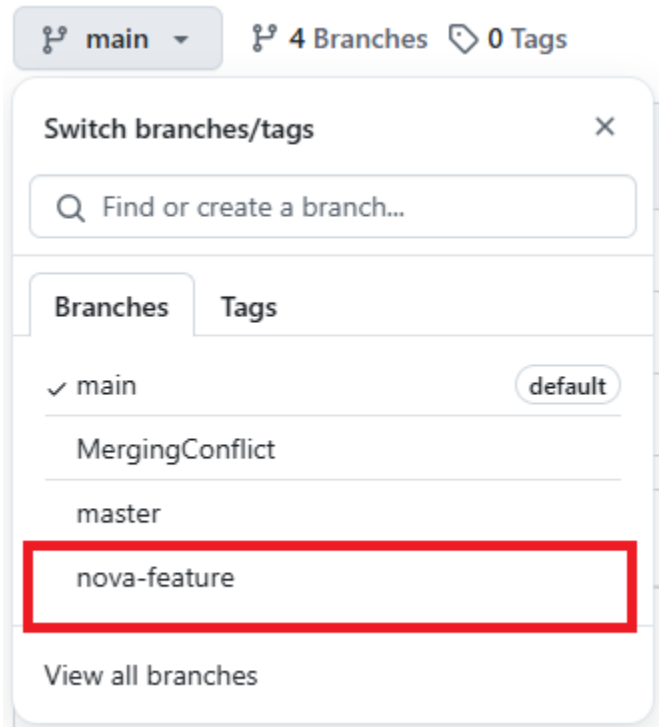 main 4 Branches 0 Tags
Switch branches/tags
Find or create a branch...
Branches Tags
main default
MergingConflict
master
nova-feature
View all branches